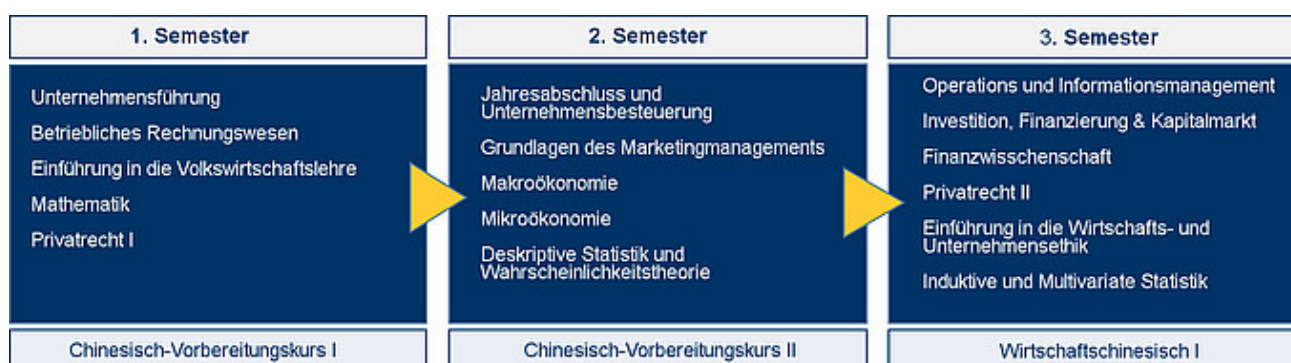 1. Semester
Unternehmensführung
Betriebliches Rechnungswesen
Einführung in die Volkswirtschaftslehre
Mathematik
Privatrecht I
Chinesisch-Vorbereitungskurs I
2. Semester
Jahresabschluss und
Unternehmensbesteuerung
Grundlagen des Marketingmanagements
Makroökonomie
Mikroökonomie
Deskriptive Statistik und
Wahrscheinlichkeitstheorie
Chinesisch-Vorbereitungskurs II
3. Semester
Operations und Informationsmanagement
Investition, Finanzierung & Kapitalmarkt
Finanzwisschenschaft
Privatrecht II
Einführung in die Wirtschafts- und
Unternehmensethik
Induktive und Multivariate Statistik
Wirtschaftschinesisch I